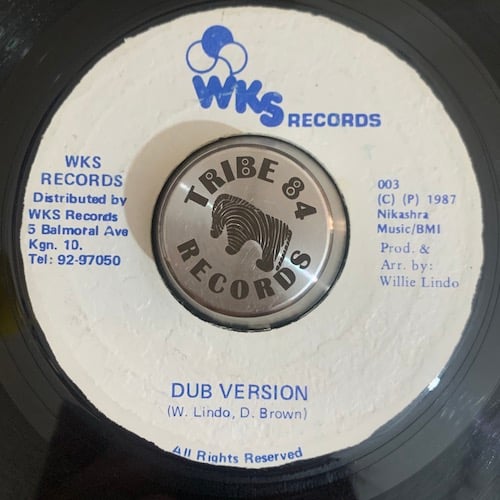 WKS RECORDS
WKS
RECORDS
Distributed by
WKS Records
5 Balmoral Ave
Kgn. 10.
Tel: 92-97050
TRIBE 84
RECORDS
003
(C) (P) 1987
Nikashra
Music/BMI
Prod. &
Arr. by:
Willie Lindo
DUB VERSION
(W. Lindo, D. Brown)
All Rights Reserved